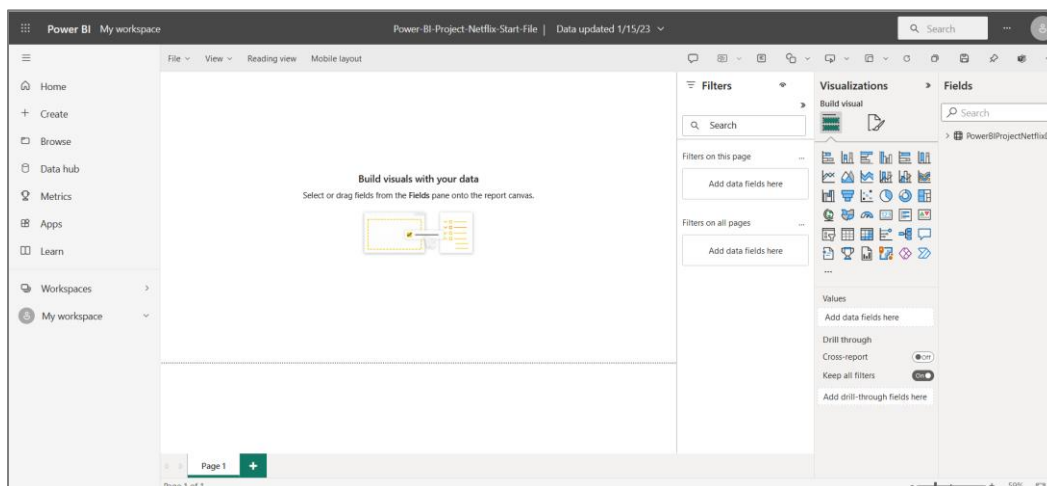 Power BI My workspace
Power-BI-Project-Netflix-Start-File | Data updated 1/15/23
Search
File View Reading view Mobile layout
Home
Create
Browse
Data hub
Metrics
Apps
Learn
Workspaces
My workspace
Build visuals with your data
Select or drag fields from the Fields pane onto the report canvas.
Filters
Search
Filters on this page
Add data fields here
Filters on all pages
Add data fields here
Visualizations
Build visual
Values
Add data fields here
Drill through
Cross-report
Off
Keep all filters
On
Add drill-through fields here
Fields
Search
PowerBIProjectNetflix
Page 1
Page 1 of 1
59%